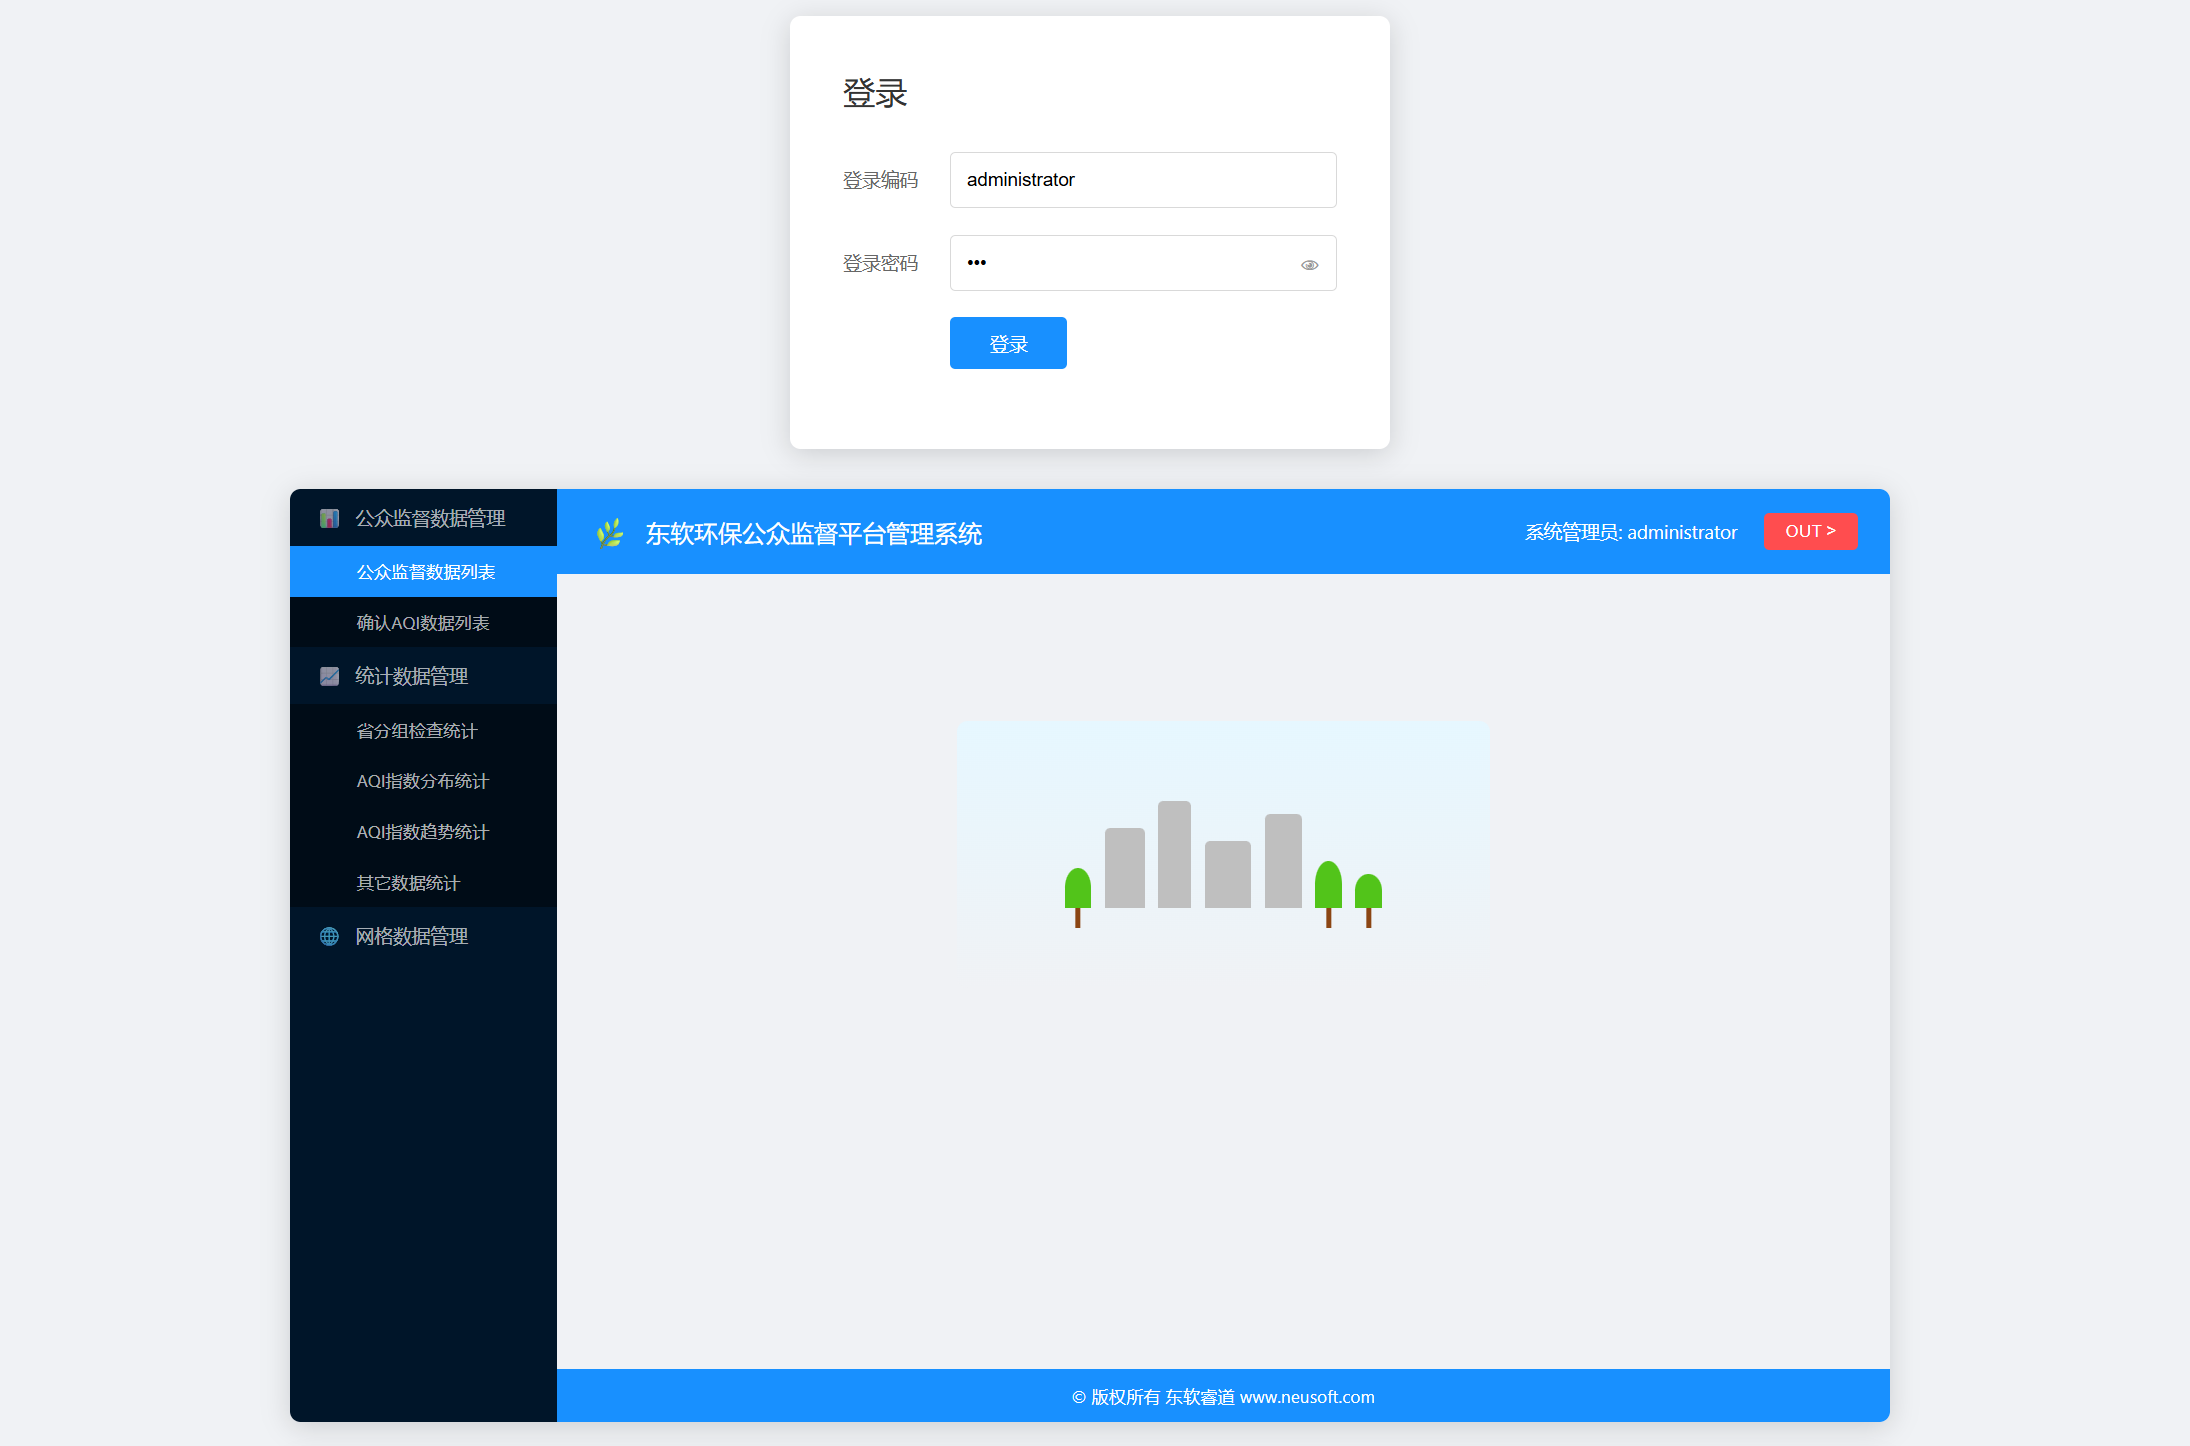 登录
登录编码 administrator
登录密码 •••
登录
公众监督数据管理
公众监督数据列表
确认AQI数据列表
统计数据管理
省分组检查统计
AQI指数分布统计
AQI指数趋势统计
其它数据统计
网格数据管理
东软环保公众监督平台管理系统
系统管理员: administrator OUT >
© 版权所有 东软睿道 www.neusoft.com